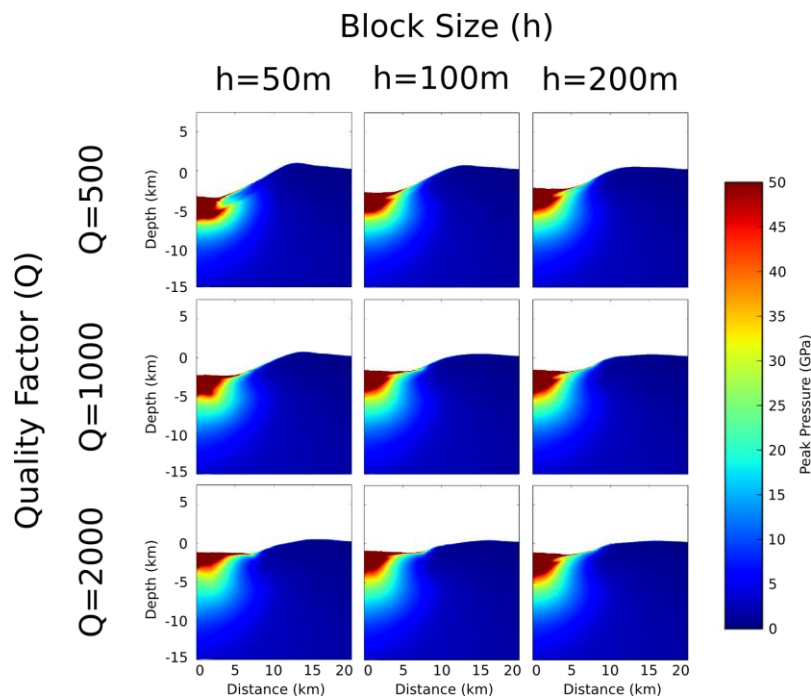 Block Size (h)
h=50m h=100m h=200m
Quality Factor (Q)
Q=500
Depth (km)
5
0
-5
-10
-15
Q=1000
Depth (km)
5
0
-5
-10
-15
Q=2000
Depth (km)
5
0
-5
-10
-15
0 5 10 15 20 0 5 10 15 20 0 5 10 15 20
Distance (km) Distance (km) Distance (km)
50
45
40
35
30
25
20
15
10
5
0
Peak Pressure (GPa)